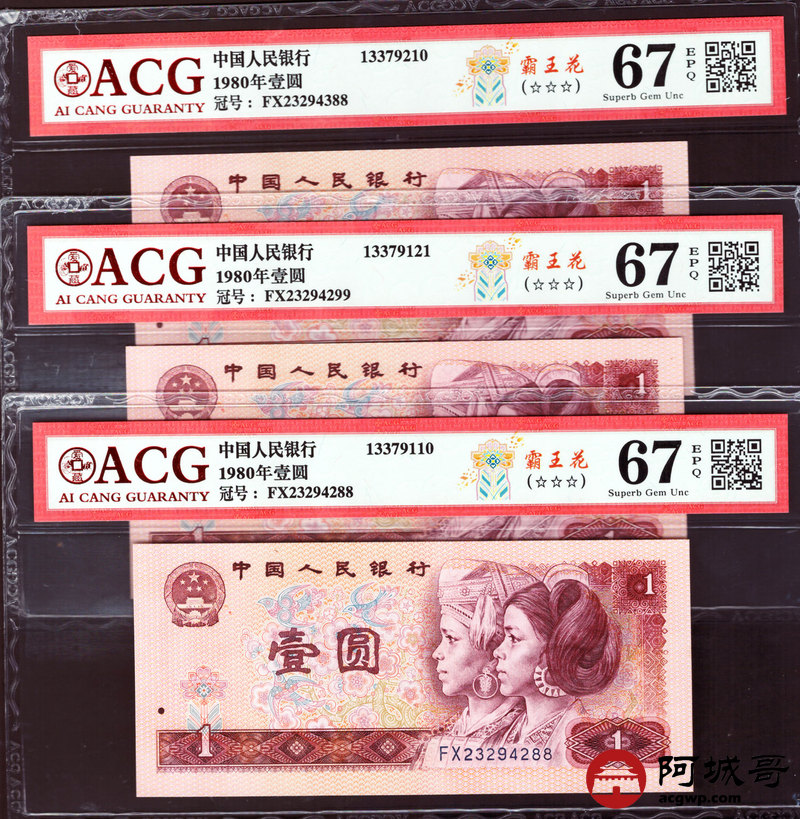 ACG
AI CANG GUARANTY
中国人民银行 13379210
1980年壹圆
冠号： FX23294388
霸王花
(☆☆☆)
67
EPQ
Superb Gem Unc
中国人民银行
1
ACG
AI CANG GUARANTY
中国人民银行 13379121
1980年壹圆
冠号： FX23294299
霸王花
(☆☆☆)
67
EPQ
Superb Gem Unc
中国人民银行
1
ACG
AI CANG GUARANTY
中国人民银行 13379110
1980年壹圆
冠号： FX23294288
霸王花
(☆☆☆)
67
EPQ
Superb Gem Unc
1
1
中国人民银行
1
壹圆
1
FX23294288
1
阿城哥
acgwp.com